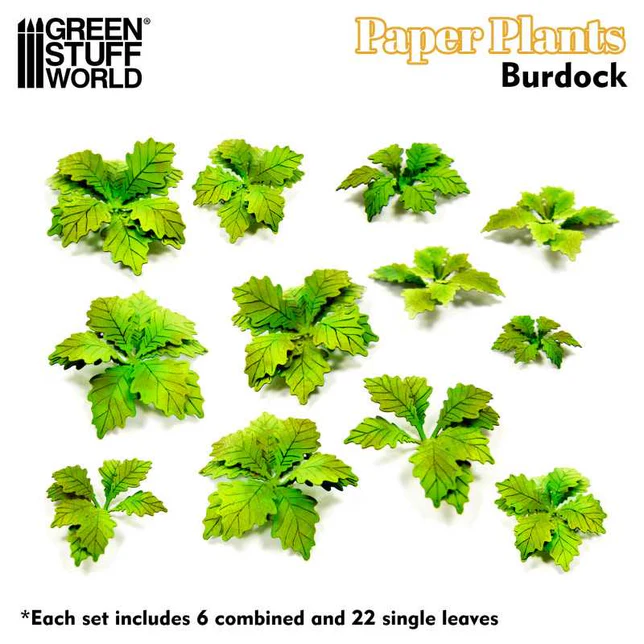 GREEN
STUFF
WORLD
®
Paper Plants
Burdock
*Each set includes 6 combined and 22 single leaves